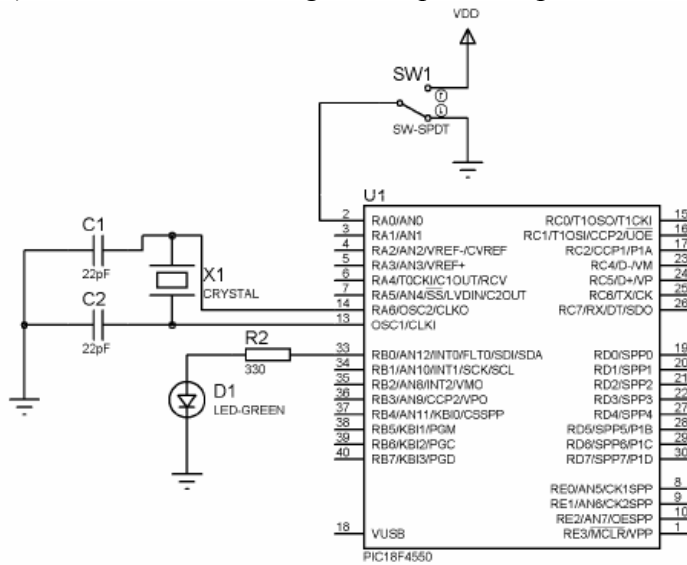 VDD
SW1
SW-SPDT
U1
2 RA0/AN0 RC0/T1OSO/T1CKI 15
3 RA1/AN1 RC1/T1OSI/CCP2/UOE 16
4 RA2/AN2/VREF-/CVREF RC2/CCP1/P1A 17
5 RA3/AN3/VREF+ RC4/D-/VM 23
6 RA4/T0CKI/C1OUT/RCV RC5/D+/VP 24
7 RA5/AN4/SS/LVDIN/C2OUT RC6/TX/CK 25
14 RA6/OSC2/CLKO RC7/RX/DT/SDO 26
13 OSC1/CLKI
C1
22pF
X1
CRYSTAL
C2
22pF
R2
330
D1
LED-GREEN
33 RB0/AN12/INT0/FLT0/SDI/SDA RD0/SPP0 19
34 RB1/AN10/INT1/SCK/SCL RD1/SPP1 20
35 RB2/AN8/INT2/VMO RD2/SPP2 21
36 RB3/AN9/CCP2/VPO RD3/SPP3 22
37 RB4/AN11/KBI0/CSSPP RD4/SPP4 27
38 RB5/KBI1/PGM RD5/SPP5/P1B 28
39 RB6/KBI2/PGC RD6/SPP6/P1C 29
40 RB7/KBI3/PGD RD7/SPP7/P1D 30
RE0/AN5/CK1SPP 8
RE1/AN6/CK2SPP 9
RE2/AN7/OESPP 10
18 VUSB RE3/MCLR/VPP 1
PIC18F4550